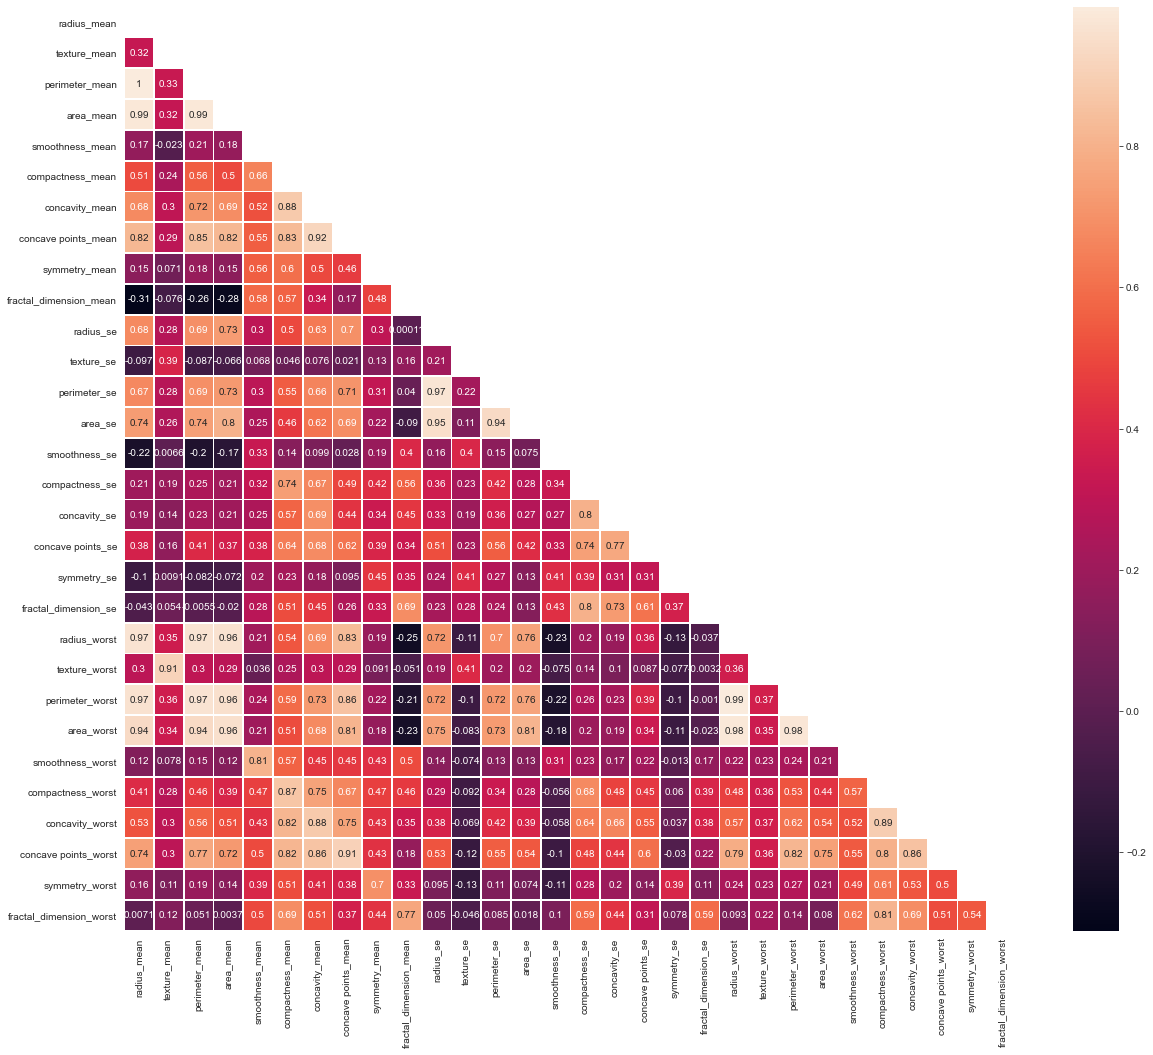 radius_mean
texture_mean 0.32
perimeter_mean 1 0.33
area_mean 0.99 0.32 0.99
smoothness_mean 0.17 -0.023 0.21 0.18
compactness_mean 0.51 0.24 0.56 0.5 0.66
concavity_mean 0.68 0.3 0.72 0.69 0.52 0.88
concave points_mean 0.82 0.29 0.85 0.82 0.55 0.83 0.92
symmetry_mean 0.15 0.071 0.18 0.15 0.56 0.6 0.5 0.46
fractal_dimension_mean -0.31 -0.076 -0.26 -0.28 0.58 0.57 0.34 0.17 0.48
radius_se 0.68 0.28 0.69 0.73 0.3 0.5 0.63 0.7 0.3
texture_se -0.097 0.39 -0.087 -0.066 0.068 0.046 0.076 0.021 0.13 0.16 0.21
perimeter_se 0.67 0.28 0.69 0.73 0.3 0.55 0.66 0.71 0.31 0.04 0.97 0.22
area_se 0.74 0.26 0.74 0.8 0.25 0.46 0.62 0.69 0.22 -0.09 0.95 0.11 0.94
smoothness_se -0.22 0.0066 -0.2 -0.17 0.33 0.14 0.099 0.028 0.19 0.4 0.16 0.4 0.15 0.075
compactness_se 0.21 0.19 0.25 0.21 0.32 0.74 0.67 0.49 0.42 0.56 0.36 0.23 0.42 0.28 0.34
concavity_se 0.19 0.14 0.23 0.21 0.25 0.57 0.69 0.44 0.34 0.45 0.33 0.19 0.36 0.27 0.27 0.8
concave points_se 0.38 0.16 0.41 0.37 0.38 0.64 0.68 0.62 0.39 0.34 0.51 0.23 0.56 0.42 0.33 0.74 0.77
symmetry_se -0.1 0.0091 -0.082 -0.072 0.2 0.23 0.18 0.095 0.45 0.35 0.24 0.41 0.27 0.13 0.41 0.39 0.31 0.31
fractal_dimension_se -0.043 0.054 -0.0055 -0.02 0.28 0.51 0.45 0.26 0.33 0.69 0.23 0.28 0.24 0.13 0.43 0.8 0.73 0.61 0.37
radius_worst 0.97 0.35 0.97 0.96 0.21 0.54 0.69 0.83 0.19 -0.25 0.72 -0.11 0.7 0.76 -0.23 0.2 0.19 0.36 -0.13 -0.037
texture_worst 0.3 0.91 0.3 0.29 0.036 0.25 0.3 0.29 0.091 -0.051 0.19 0.41 0.2 0.2 -0.075 0.14 0.1 0.087 -0.077 -0.0032 0.36
perimeter_worst 0.97 0.36 0.97 0.96 0.24 0.59 0.73 0.86 0.22 -0.21 0.72 -0.1 0.72 0.76 -0.22 0.26 0.23 0.39 -0.1 -0.001 0.99 0.37
area_worst 0.94 0.34 0.94 0.96 0.21 0.51 0.68 0.81 0.18 -0.23 0.75 -0.083 0.73 0.81 -0.18 0.2 0.19 0.34 -0.11 -0.023 0.98 0.35 0.98
smoothness_worst 0.12 0.078 0.15 0.12 0.81 0.57 0.45 0.45 0.43 0.5 0.14 -0.074 0.13 0.13 0.31 0.23 0.17 0.22 -0.013 0.17 0.22 0.23 0.24 0.21
compactness_worst 0.41 0.28 0.46 0.39 0.47 0.87 0.75 0.67 0.47 0.46 0.29 -0.092 0.34 0.28 -0.056 0.68 0.48 0.45 0.06 0.39 0.48 0.36 0.53 0.44 0.57
concavity_worst 0.53 0.3 0.56 0.51 0.43 0.82 0.88 0.75 0.43 0.35 0.38 -0.069 0.42 0.39 -0.058 0.64 0.66 0.55 0.037 0.38 0.57 0.37 0.62 0.54 0.52 0.89
concave points_worst 0.74 0.3 0.77 0.72 0.5 0.82 0.86 0.91 0.43 0.18 0.53 -0.12 0.55 0.54 -0.1 0.48 0.44 0.6 -0.03 0.22 0.79 0.36 0.82 0.75 0.55 0.8 0.86
symmetry_worst 0.16 0.11 0.19 0.14 0.39 0.51 0.41 0.38 0.7 0.33 0.095 -0.13 0.11 0.074 -0.11 0.28 0.2 0.14 0.39 0.11 0.24 0.23 0.27 0.21 0.49 0.61 0.53 0.5
fractal_dimension_worst 0.0071 0.12 0.051 0.0037 0.5 0.69 0.51 0.37 0.44 0.77 0.05 -0.046 0.085 0.018 0.1 0.59 0.44 0.31 0.078 0.59 0.093 0.22 0.14 0.08 0.62 0.81 0.69 0.51 0.54
radius_mean
texture_mean
perimeter_mean
area_mean
smoothness_mean
compactness_mean
concavity_mean
concave points_mean
symmetry_mean
fractal_dimension_mean
radius_se
texture_se
perimeter_se
area_se
smoothness_se
compactness_se
concavity_se
concave points_se
symmetry_se
fractal_dimension_se
radius_worst
texture_worst
perimeter_worst
area_worst
smoothness_worst
compactness_worst
concavity_worst
concave points_worst
symmetry_worst
fractal_dimension_worst
0.8
0.6
0.4
0.2
0.0
−0.2